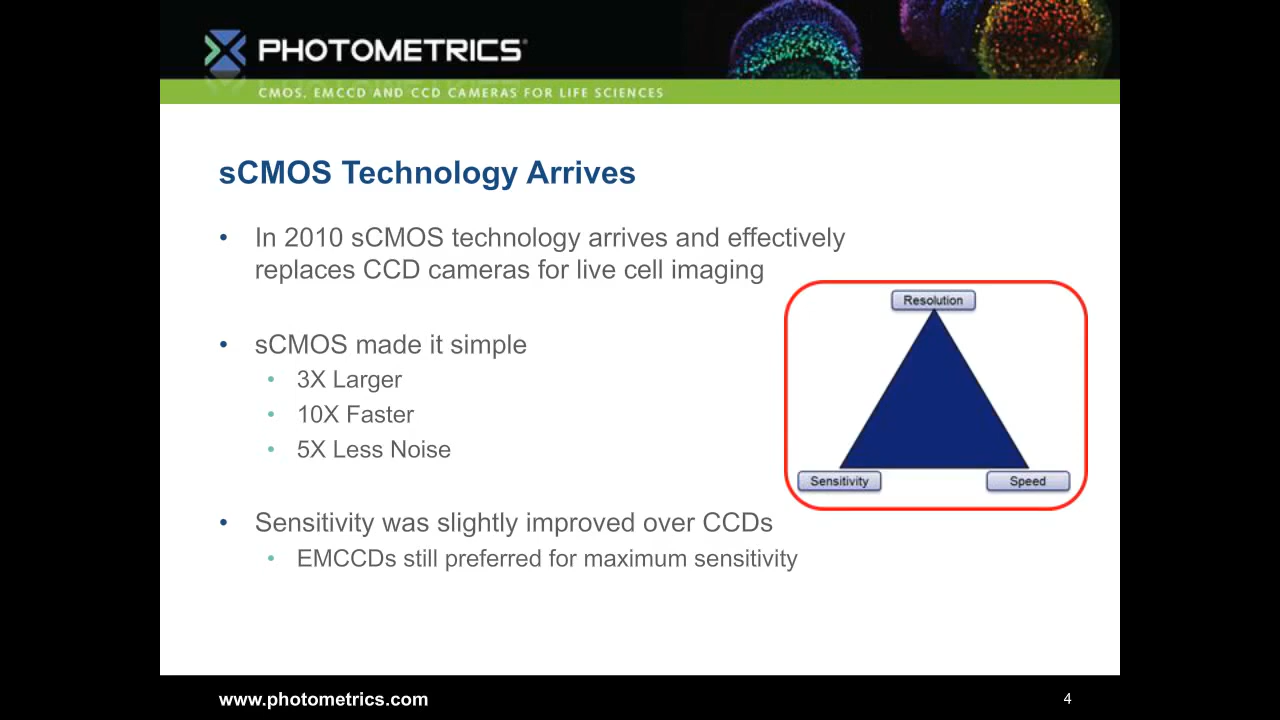 PHOTOMETRICS®
CMOS, EMCCD AND CCD CAMERAS FOR LIFE SCIENCES
sCMOS Technology Arrives
• In 2010 sCMOS technology arrives and effectively
replaces CCD cameras for live cell imaging
• sCMOS made it simple
• 3X Larger
• 10X Faster
• 5X Less Noise
• Sensitivity was slightly improved over CCDs
• EMCCDs still preferred for maximum sensitivity
Resolution
Sensitivity
Speed
www.photometrics.com
4